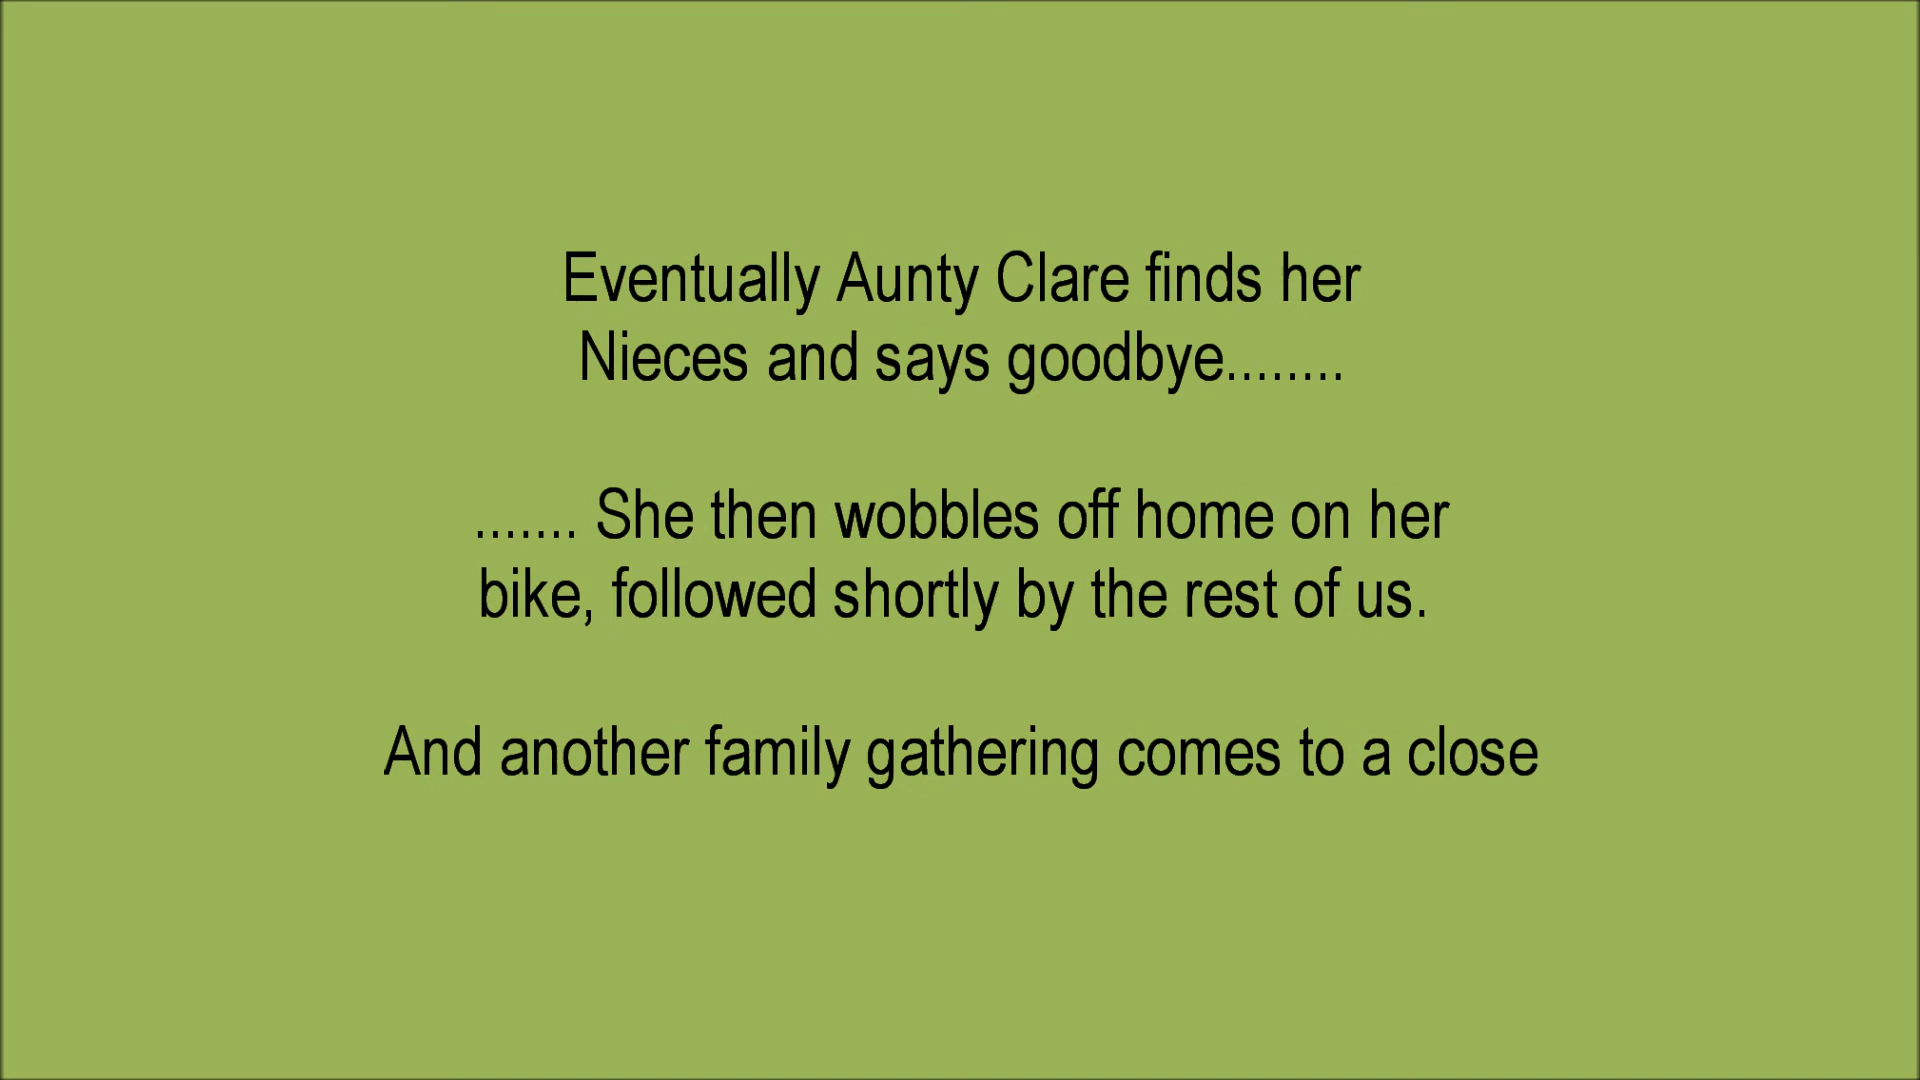 Eventually Aunty Clare finds her
Nieces and says goodbye........
....... She then wobbles off home on her
bike, followed shortly by the rest of us.
And another family gathering comes to a close